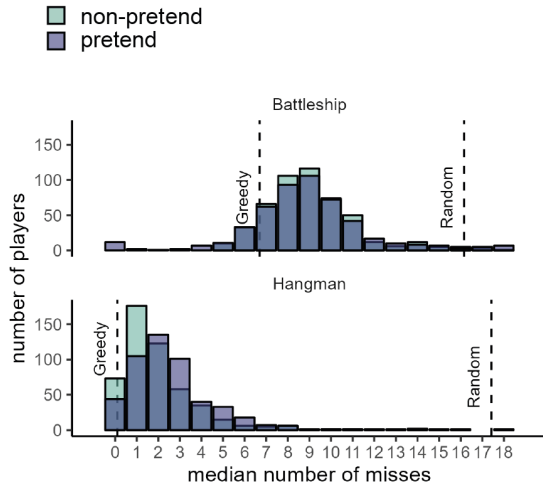 non-pretend
pretend
Battleship
number of players
150
100
50
0
Greedy
Random
Hangman
150
100
50
0
Greedy
Random
0 1 2 3 4 5 6 7 8 9 10 11 12 13 14 15 16 17 18
median number of misses